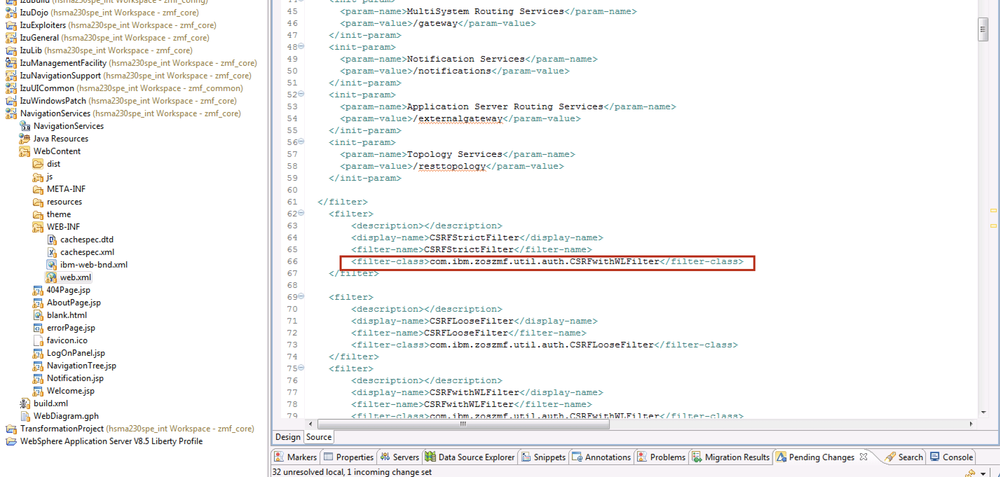 IzuBuild (hsma230spe_int Workspace - zmf_config)
IzuDojo (hsma230spe_int Workspace - zmf_core)
IzuExploiters (hsma230spe_int Workspace - zmf_core)
IzuGeneral (hsma230spe_int Workspace - zmf_core)
IzuLib (hsma230spe_int Workspace - zmf_core)
IzuManagementFacility (hsma230spe_int Workspace - zmf_core)
IzuNavigationSupport (hsma230spe_int Workspace - zmf_core)
IzuUICommon (hsma230spe_int Workspace - zmf_common)
IzuWindowsPatch (hsma230spe_int Workspace - zmf_core)
NavigationServices (hsma230spe_int Workspace - zmf_core)
3.0 NavigationServices
Java Resources
WebContent
dist
js
META-INF
resources
theme
WEB-INF
cachespec.dtd
cachespec.xml
ibm-web-bnd.xml
web.xml
404Page.jsp
AboutPage.jsp
blank.html
errorPage.jsp
favicon.ico
LogOnPanel.jsp
NavigationTree.jsp
Notification.jsp
Welcome.jsp
build.xml
WebDiagram.gph
TransformationProject (hsma230spe_int Workspace - zmf_core)
WebSphere Application Server V8.5 Liberty Profile
44 <init-param>
45 <param-name>MultiSystem Routing Services</param-name>
46 <param-value>/gateway</param-value>
47 </init-param>
48 <init-param>
49 <param-name>Notification Services</param-name>
50 <param-value>/notifications</param-value>
51 </init-param>
52 <init-param>
53 <param-name>Application Server Routing Services</param-name>
54 <param-value>/externalgateway</param-value>
55 </init-param>
56 <init-param>
57 <param-name>Topology Services</param-name>
58 <param-value>/resttopology</param-value>
59 </init-param>
60
61 </filter>
62 <filter>
63 <description></description>
64 <display-name>CSRFStrictFilter</display-name>
65 <filter-name>CSRFStrictFilter</filter-name>
66 <filter-class>com.ibm.zoszmf.util.auth.CSRFwithWLFilter</filter-class>
67 </filter>
68
69 <filter>
70 <description></description>
71 <display-name>CSRFLooseFilter</display-name>
72 <filter-name>CSRFLooseFilter</filter-name>
73 <filter-class>com.ibm.zoszmf.util.auth.CSRFLooseFilter</filter-class>
74 </filter>
75 <filter>
76 <description></description>
77 <display-name>CSRFwithWLFilter</display-name>
78 <filter-name>CSRFwithWLFilter</filter-name>
79 <filter-class>com.ibm.zoszmf.util.auth.CSRFwithWLFilter</filter-class>
Design Source
Markers Properties Servers Data Source Explorer Snippets Annotations Problems Migration Results Pending Changes Search Console
32 unresolved local, 1 incoming change set